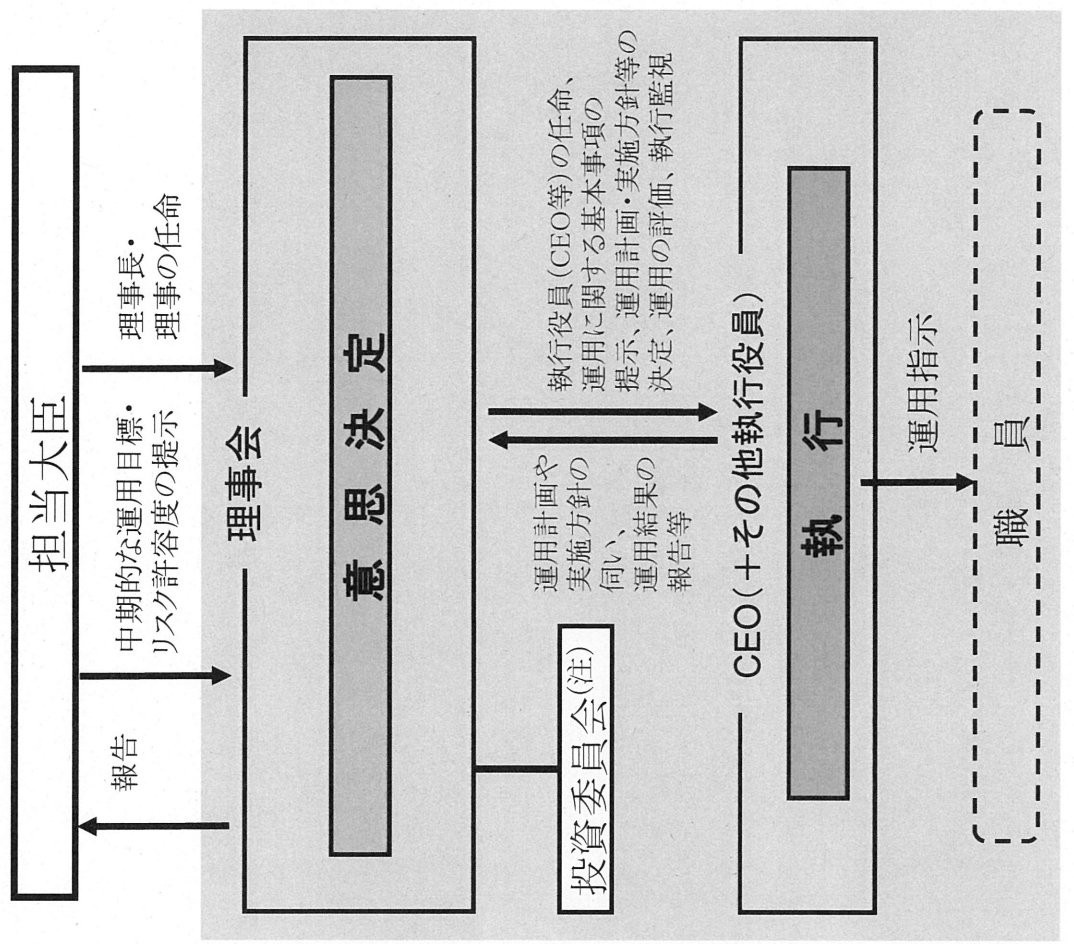 担当大臣
報告
中期的な運用目標・
リスク許容度の提示
理事長・
理事の任命
理事会
意思決定
投資委員会(注)
運用計画や
実施方針の
伺い、
運用結果の
報告等
執行役員(CEO等)の任命、
運用に関する基本事項の
提示、運用計画・実施方針等の
決定、運用の評価、執行監視
CEO(＋その他執行役員)
執行
運用指示
職員